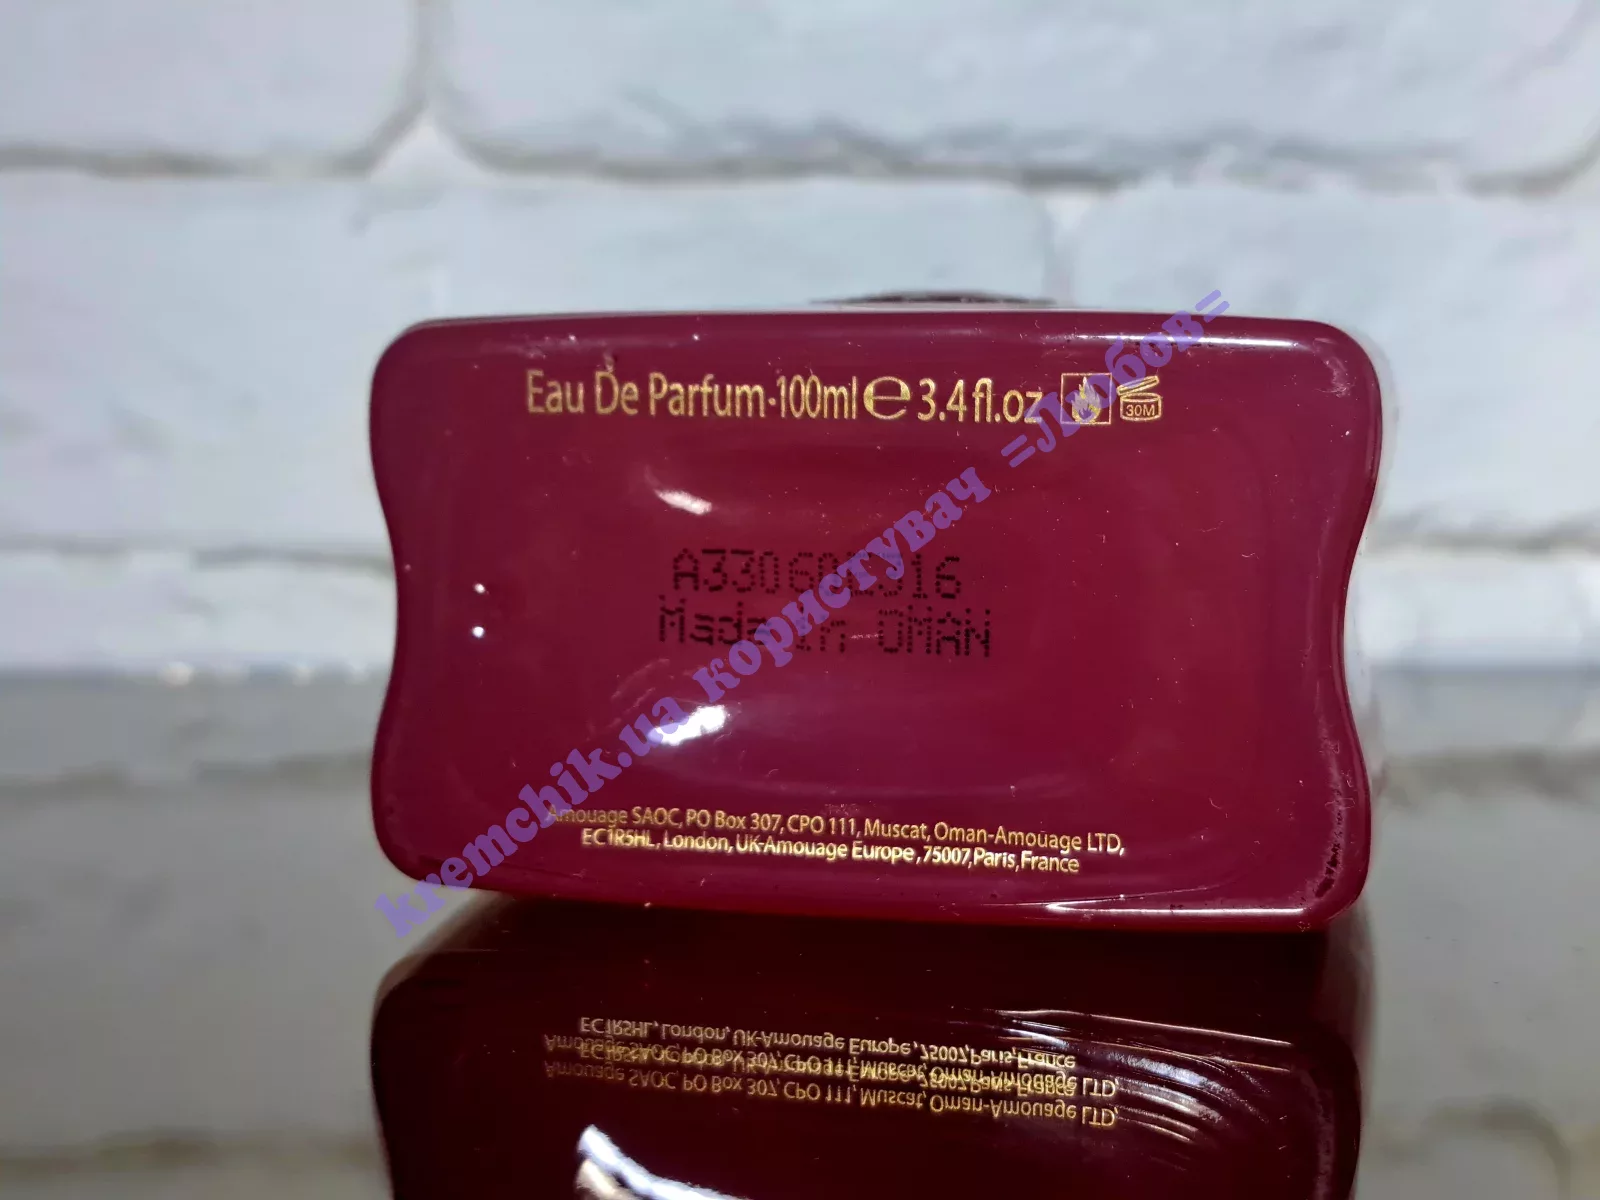 Eau De Parfum·100ml ℮ 3.4 fl.oz
30M
Made in OMAN
Amouage SAOC, PO Box 307, CPO 111, Muscat, Oman-Amouage LTD,
EC1R5HL, London, UK-Amouage Europe, 75007, Paris, France
kremchik.ua користувач =Любов=